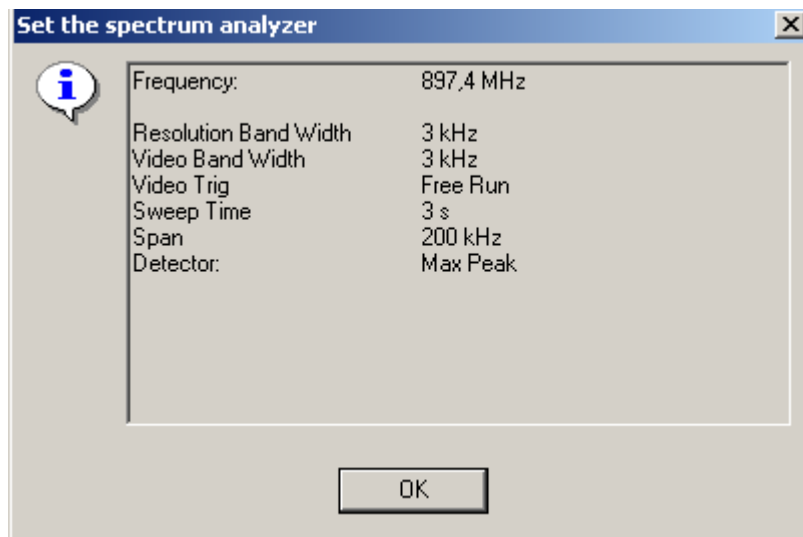 Set the spectrum analyzer
Frequency: 897,4 MHz
Resolution Band Width 3 kHz
Video Band Width 3 kHz
Video Trig Free Run
Sweep Time 3 s
Span 200 kHz
Detector: Max Peak
OK